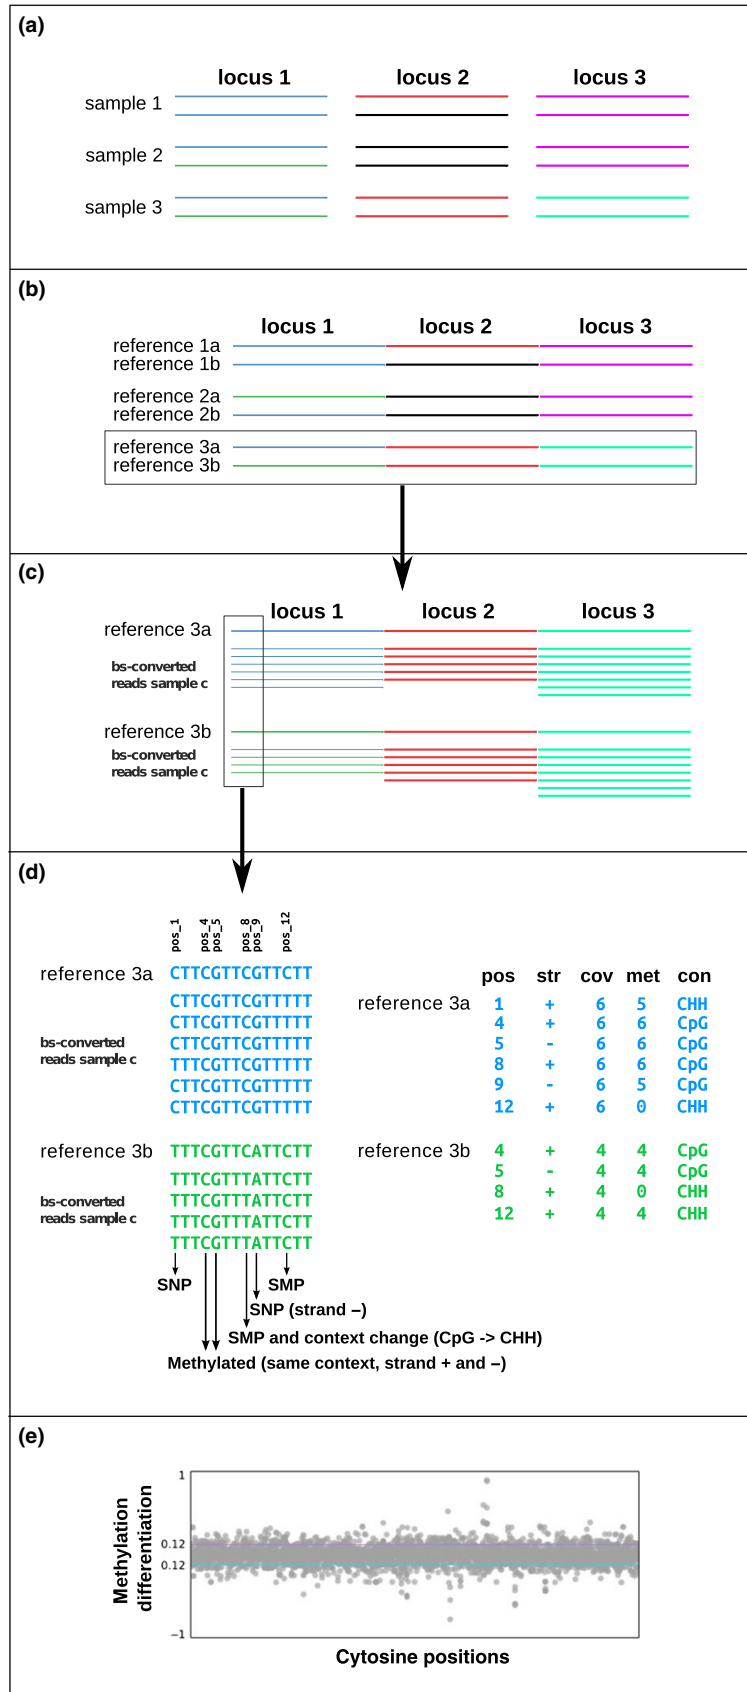 (a)
locus 1 locus 2 locus 3
sample 1
sample 2
sample 3
(b)
locus 1 locus 2 locus 3
reference 1a
reference 1b
reference 2a
reference 2b
reference 3a
reference 3b
(c)
locus 1 locus 2 locus 3
reference 3a
bs-converted
reads sample c
reference 3b
bs-converted
reads sample c
(d)
pos_1 pos_4 pos_5 pos_8 pos_9 pos_12
reference 3a CTTCGTTCGTTCTT
CTTCGTTCGTTTTT
CTTCGTTCGTTTTT
bs-converted
reads sample c
CTTCGTTCGTTTTT
TTTCGTTCGTTTTT
CTTCGTTCGTTTTT
CTTCGTTCGTTTTT
reference 3b TTTCGTTCATTCTT
TTTCGTTTATTCTT
bs-converted
reads sample c
TTTCGTTTATTCTT
TTTCGTTTATTCTT
TTTCGTTTATTCTT
SNP
SMP
SNP (strand –)
SMP and context change (CpG -> CHH)
Methylated (same context, strand + and –)
pos str cov met con
reference 3a 1 + 6 5 CHH
4 + 6 6 CpG
5 - 6 6 CpG
8 + 6 6 CpG
9 - 6 5 CpG
12 + 6 0 CHH
reference 3b 4 + 4 4 CpG
5 - 4 4 CpG
8 + 4 0 CHH
12 + 4 4 CHH
(e)
Methylation
differentiation
1
0.12
0.12
−1
Cytosine positions